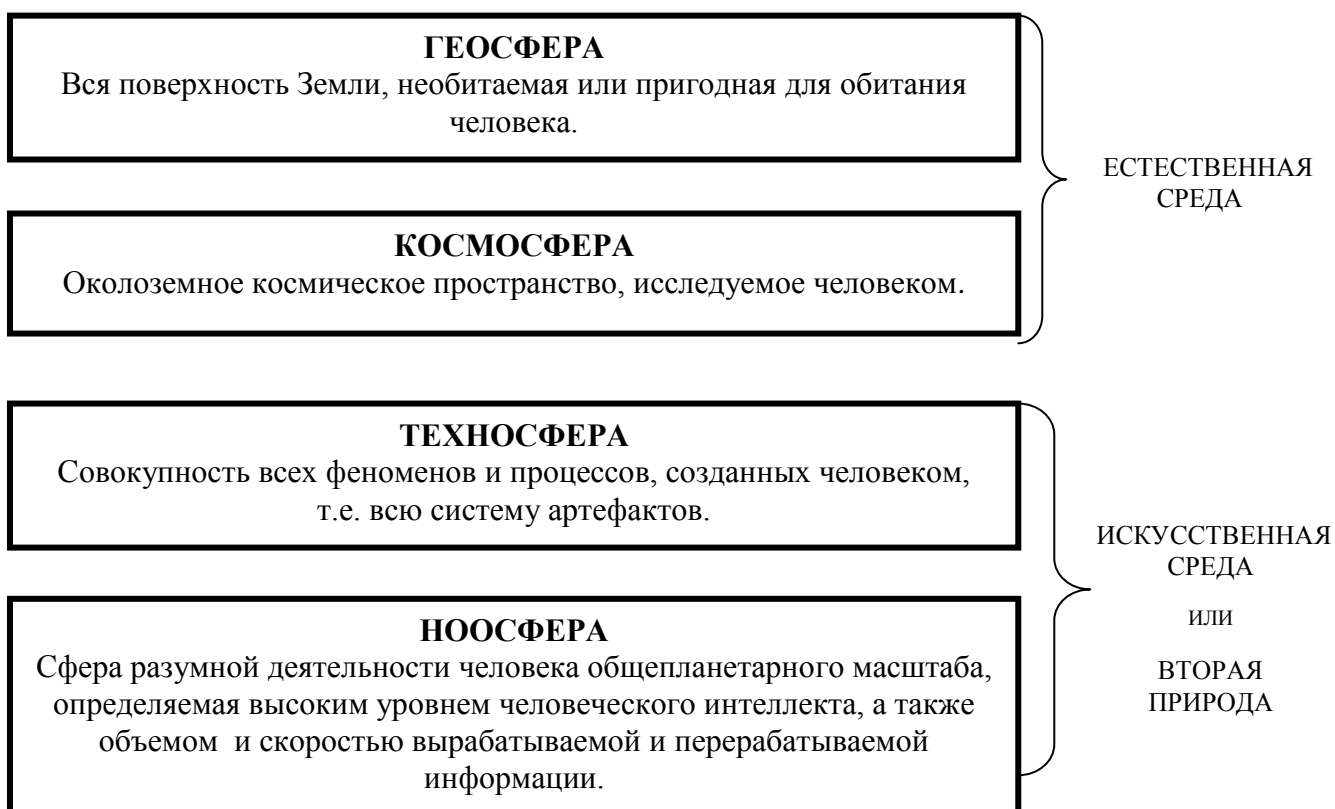 ГЕОСФЕРА
Вся поверхность Земли, необитаемая или пригодная для обитания
человека.
ЕСТЕСТВЕННАЯ
СРЕДА
КОСМОСФЕРА
Околоземное космическое пространство, исследуемое человеком.
ТЕХНОСФЕРА
Совокупность всех феноменов и процессов, созданных человеком,
т.е. всю систему артефактов.
ИСКУССТВЕННАЯ
СРЕДА
ИЛИ
ВТОРАЯ
ПРИРОДА
НООСФЕРА
Сфера разумной деятельности человека общепланетарного масштаба,
определяемая высоким уровнем человеческого интеллекта, а также
объемом и скоростью вырабатываемой и перерабатываемой
информации.